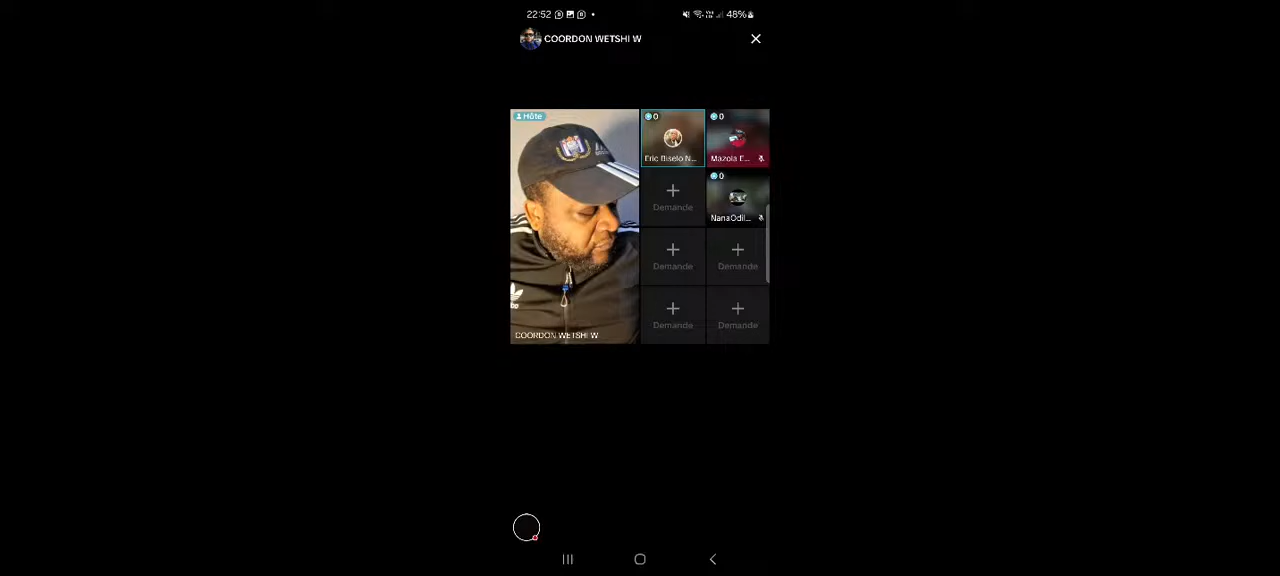 22:52
48%
COORDON WETSHI W
Hôte
0
Eric Biselo N...
0
Mazola E...
Demande
0
NanaOdil...
Demande
Demande
Demande
Demande
COORDON WETSHI W